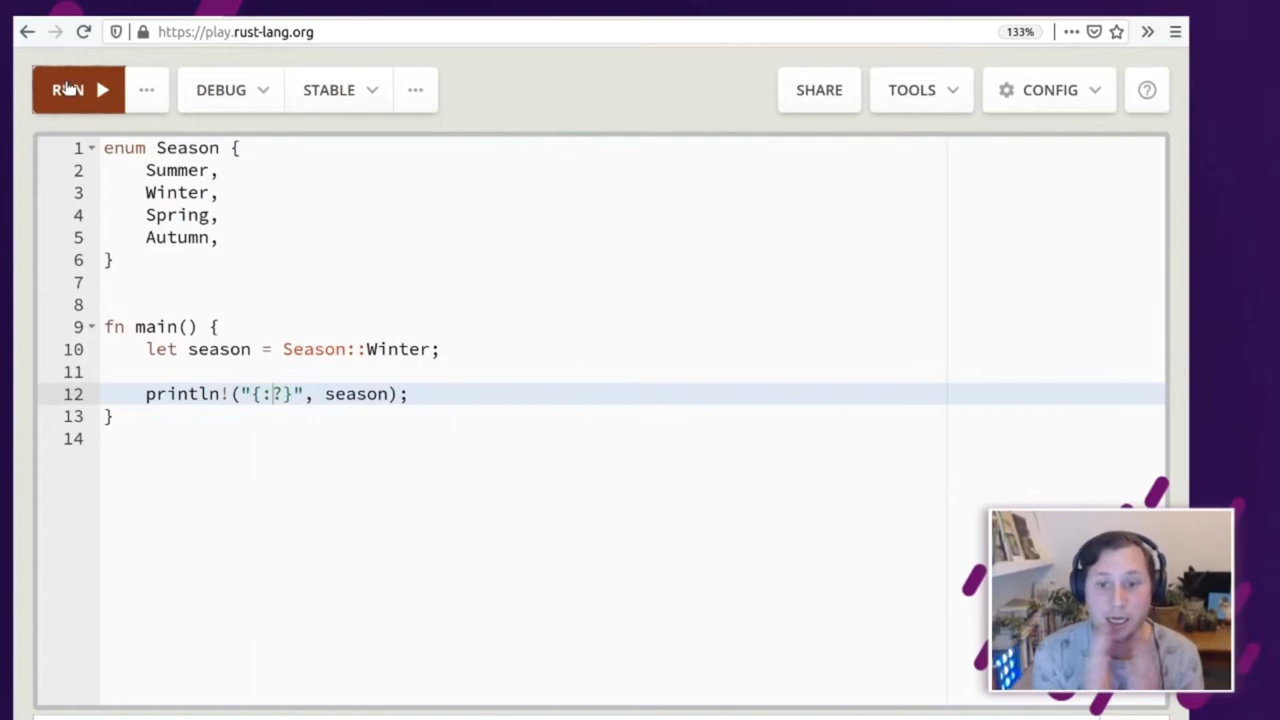 https://play.rust-lang.org 133%
RUN ... DEBUG STABLE ... SHARE TOOLS CONFIG ?
1 enum Season {
2 Summer,
3 Winter,
4 Spring,
5 Autumn,
6 }
7
8
9 fn main() {
10 let season = Season::Winter;
11
12 println!("{:?}", season);
13 }
14